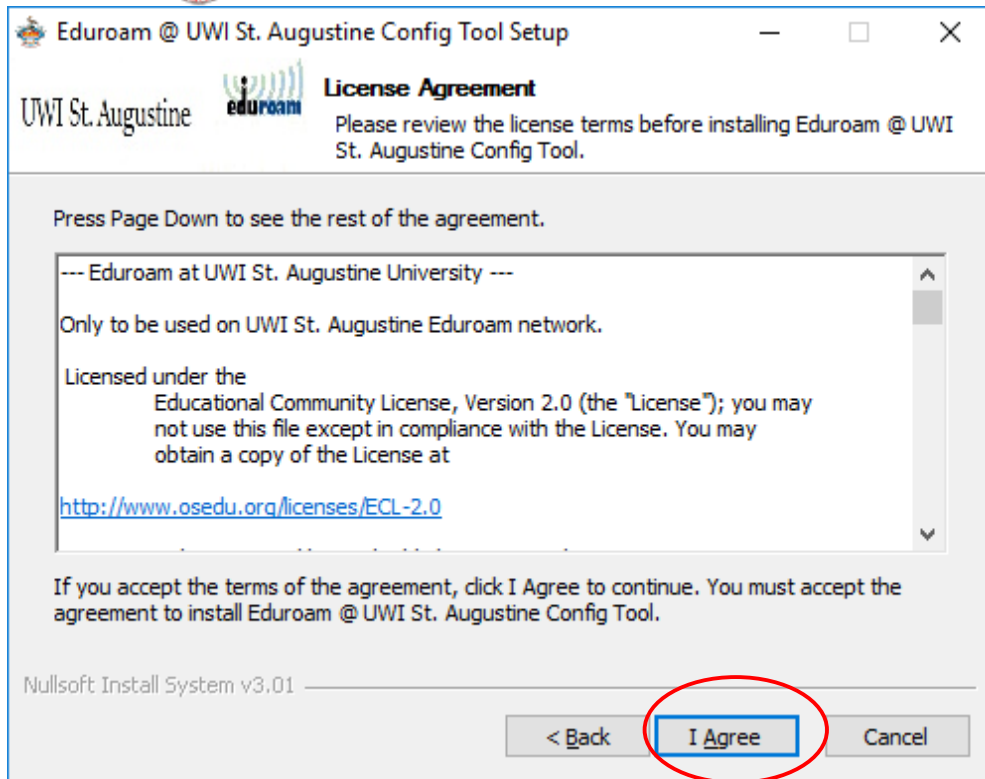 Eduroam @ UWI St. Augustine Config Tool Setup
UWI St. Augustine
eduroam
License Agreement
Please review the license terms before installing Eduroam @ UWI
St. Augustine Config Tool.
Press Page Down to see the rest of the agreement.
--- Eduroam at UWI St. Augustine University ---
Only to be used on UWI St. Augustine Eduroam network.
Licensed under the
Educational Community License, Version 2.0 (the "License"); you may
not use this file except in compliance with the License. You may
obtain a copy of the License at
http://www.osedu.org/licenses/ECL-2.0
If you accept the terms of the agreement, click I Agree to continue. You must accept the
agreement to install Eduroam @ UWI St. Augustine Config Tool.
Nullsoft Install System v3.01
< Back
I Agree
Cancel